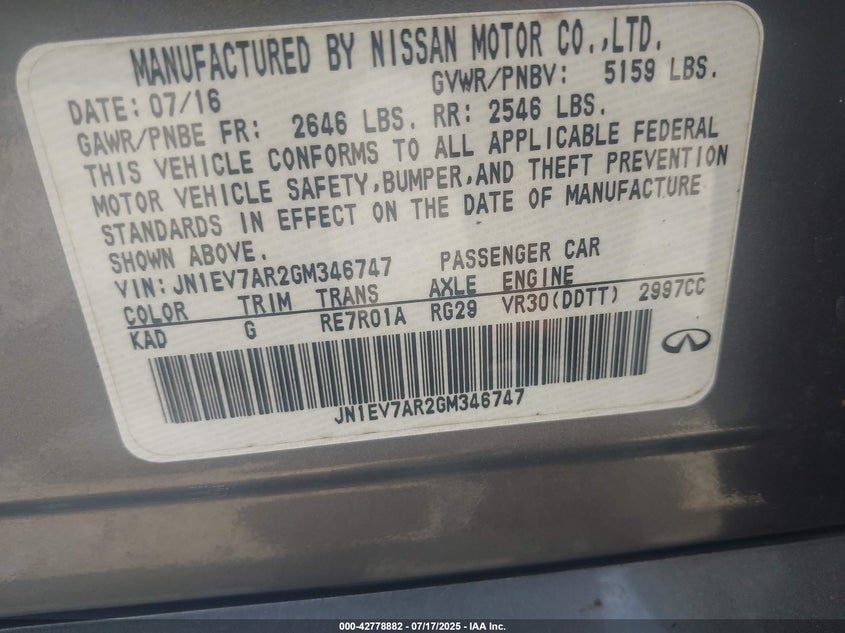 MANUFACTURED BY NISSAN MOTOR CO.,LTD.
DATE: 07/16 GVWR/PNBV: 5159 LBS.
GAWR/PNBE FR: 2646 LBS. RR: 2546 LBS.
THIS VEHICLE CONFORMS TO ALL APPLICABLE FEDERAL
MOTOR VEHICLE SAFETY,BUMPER,AND THEFT PREVENTION
STANDARDS IN EFFECT ON THE DATE OF MANUFACTURE
SHOWN ABOVE.
VIN: JN1EV7AR2GM346747 PASSENGER CAR
COLOR TRIM TRANS AXLE ENGINE
KAD G RE7R01A RG29 VR30(DDTT) 2997CC
JN1EV7AR2GM346747
000-42778882 - 07/17/2025 - IAA Inc.